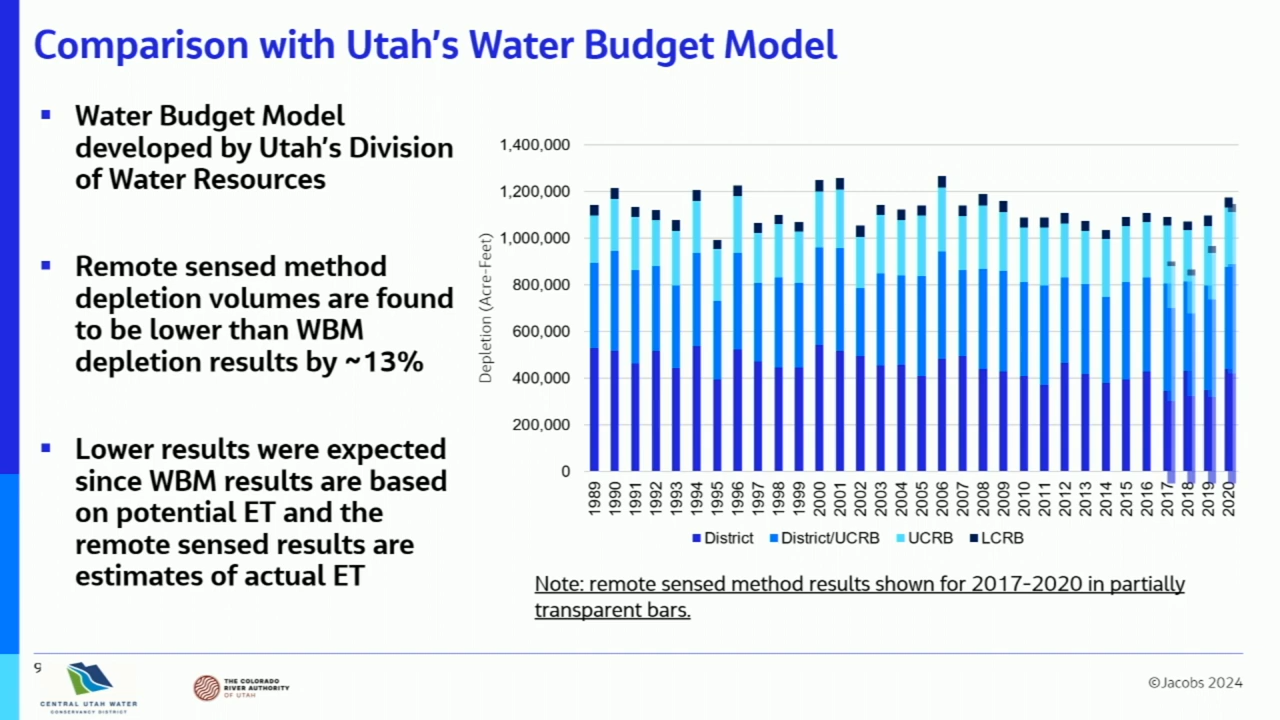 Comparison with Utah's Water Budget Model
▪ Water Budget Model
developed by Utah's Division
of Water Resources
▪ Remote sensed method
depletion volumes are found
to be lower than WBM
depletion results by ~13%
▪ Lower results were expected
since WBM results are based
on potential ET and the
remote sensed results are
estimates of actual ET
Depletion (Acre-Feet)
1,400,000
1,200,000
1,000,000
800,000
600,000
400,000
200,000
0
1989 1990 1991 1992 1993 1994 1995 1996 1997 1998 1999 2000 2001 2002 2003 2004 2005 2006 2007 2008 2009 2010 2011 2012 2013 2014 2015 2016 2017 2018 2019 2020
District District/UCRB UCRB LCRB
Note: remote sensed method results shown for 2017-2020 in partially
transparent bars.
9
CENTRAL UTAH WATER
CONSERVANCY DISTRICT
THE COLORADO
RIVER AUTHORITY
OF UTAH
©Jacobs 2024